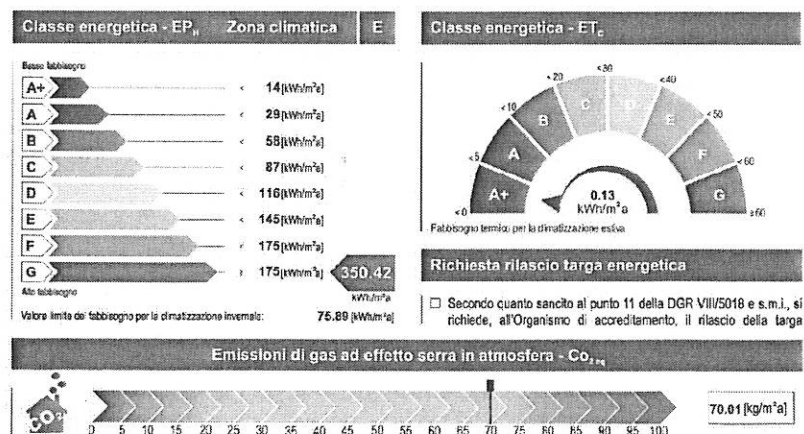 Classe energetica - EPH Zona climatica E
Basso fabbisogno
A+ < 14[kWh/m²a]
A < 29[kWh/m²a]
B < 58[kWh/m²a]
C < 87[kWh/m²a]
D < 116[kWh/m²a]
E < 145[kWh/m²a]
F < 175[kWh/m²a]
G > 175[kWh/m²a] 350.42
kWh/m²a
Alto fabbisogno
Valore limite del fabbisogno per la climatizzazione invernale: 75.89 [kWh/m²a]
Classe energetica - ETC
<0 <5 <10 <20 <30 <40 <50 <60 ≥60
A+ A B C D E F G
0.13
kWh/m²a
Fabbisogno termico per la climatizzazione estiva
Richiesta rilascio targa energetica
□ Secondo quanto sancito al punto 11 della DGR VIII/5018 e s.m.i., si
richiede, all'Organismo di accreditamento, il rilascio della targa
Emissioni di gas ad effetto serra in atmosfera - Co2 eq
CO2
0 5 10 15 20 25 30 35 40 45 50 55 60 65 70 75 80 85 90 95 100
70.01[kg/m²a]